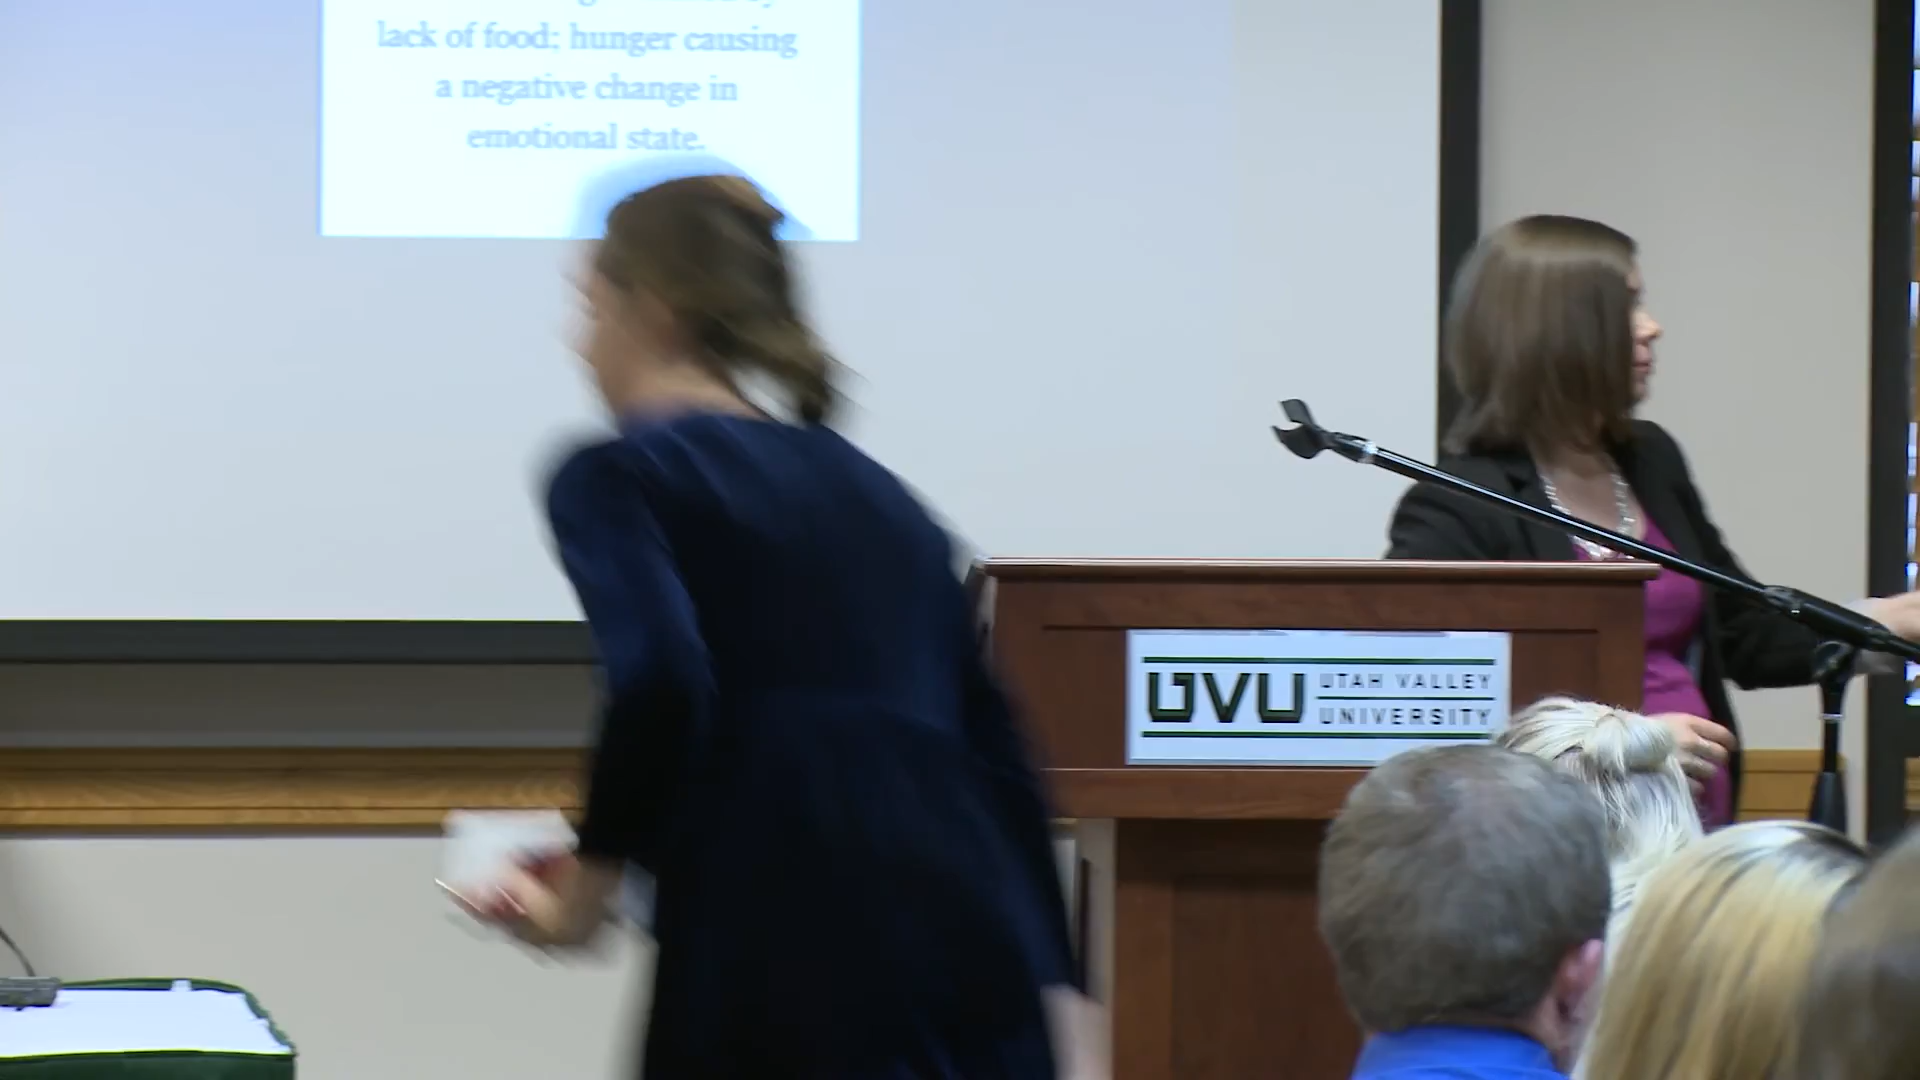 lack of food; hunger causing
a negative change in
emotional state.
UVU UTAH VALLEY
UNIVERSITY